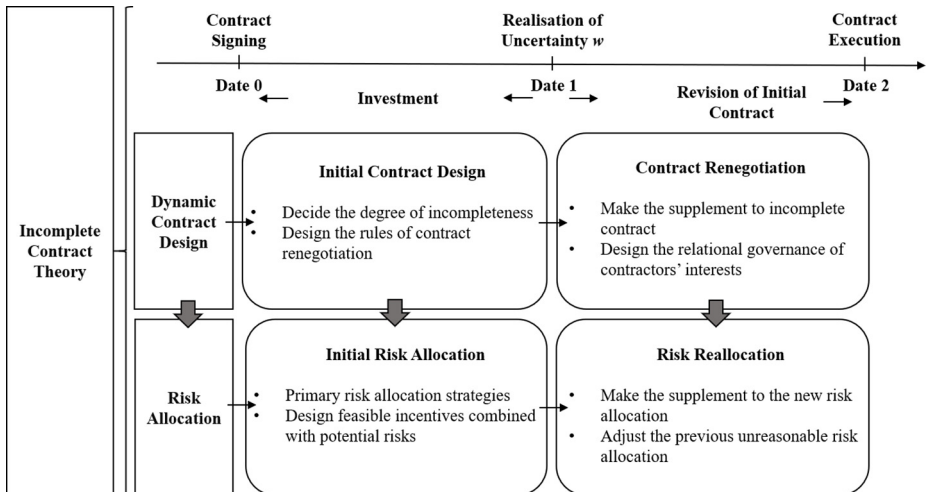 Contract
Signing
Realisation of
Uncertainty w
Contract
Execution
Date 0
Date 1
Date 2
Investment
Revision of Initial
Contract
Incomplete
Contract
Theory
Dynamic
Contract
Design
Initial Contract Design
• Decide the degree of incompleteness
• Design the rules of contract
renegotiation
Contract Renegotiation
• Make the supplement to incomplete
contract
• Design the relational governance of
contractors’ interests
Risk
Allocation
Initial Risk Allocation
• Primary risk allocation strategies
• Design feasible incentives combined
with potential risks
Risk Reallocation
• Make the supplement to the new risk
allocation
• Adjust the previous unreasonable risk
allocation